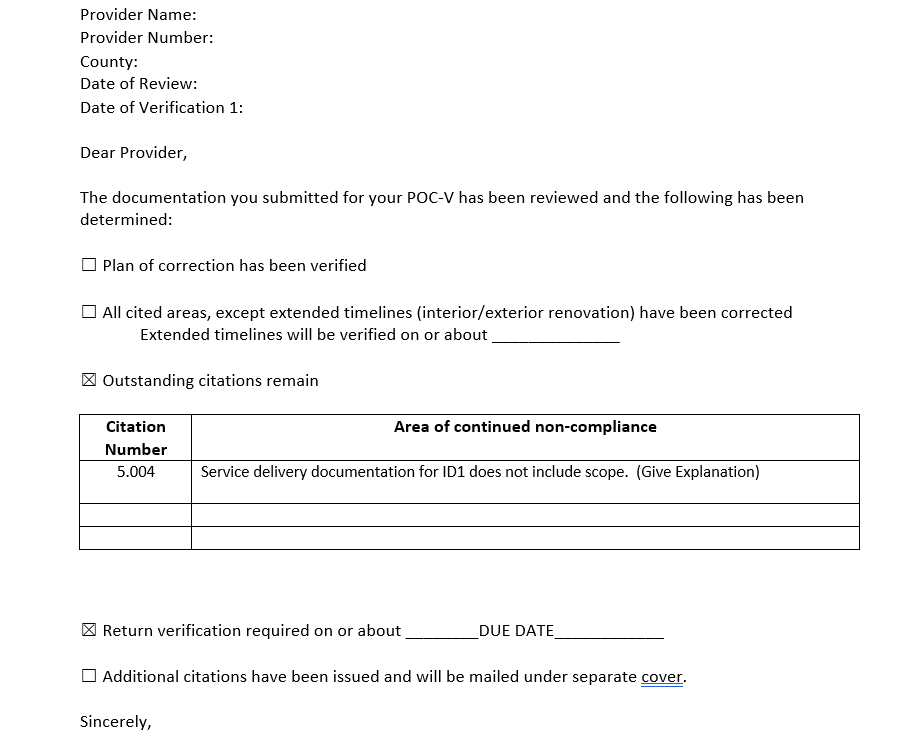 Provider Name:
Provider Number:
County:
Date of Review:
Date of Verification 1:
Dear Provider,
The documentation you submitted for your POC-V has been reviewed and the following has been
determined:
☐ Plan of correction has been verified
☐ All cited areas, except extended timelines (interior/exterior renovation) have been corrected
Extended timelines will be verified on or about ______________
☒ Outstanding citations remain
Citation Number | Area of continued non-compliance
5.004 | Service delivery documentation for ID1 does not include scope.  (Give Explanation)
☒ Return verification required on or about ________DUE DATE____________
☐ Additional citations have been issued and will be mailed under separate cover.
Sincerely,